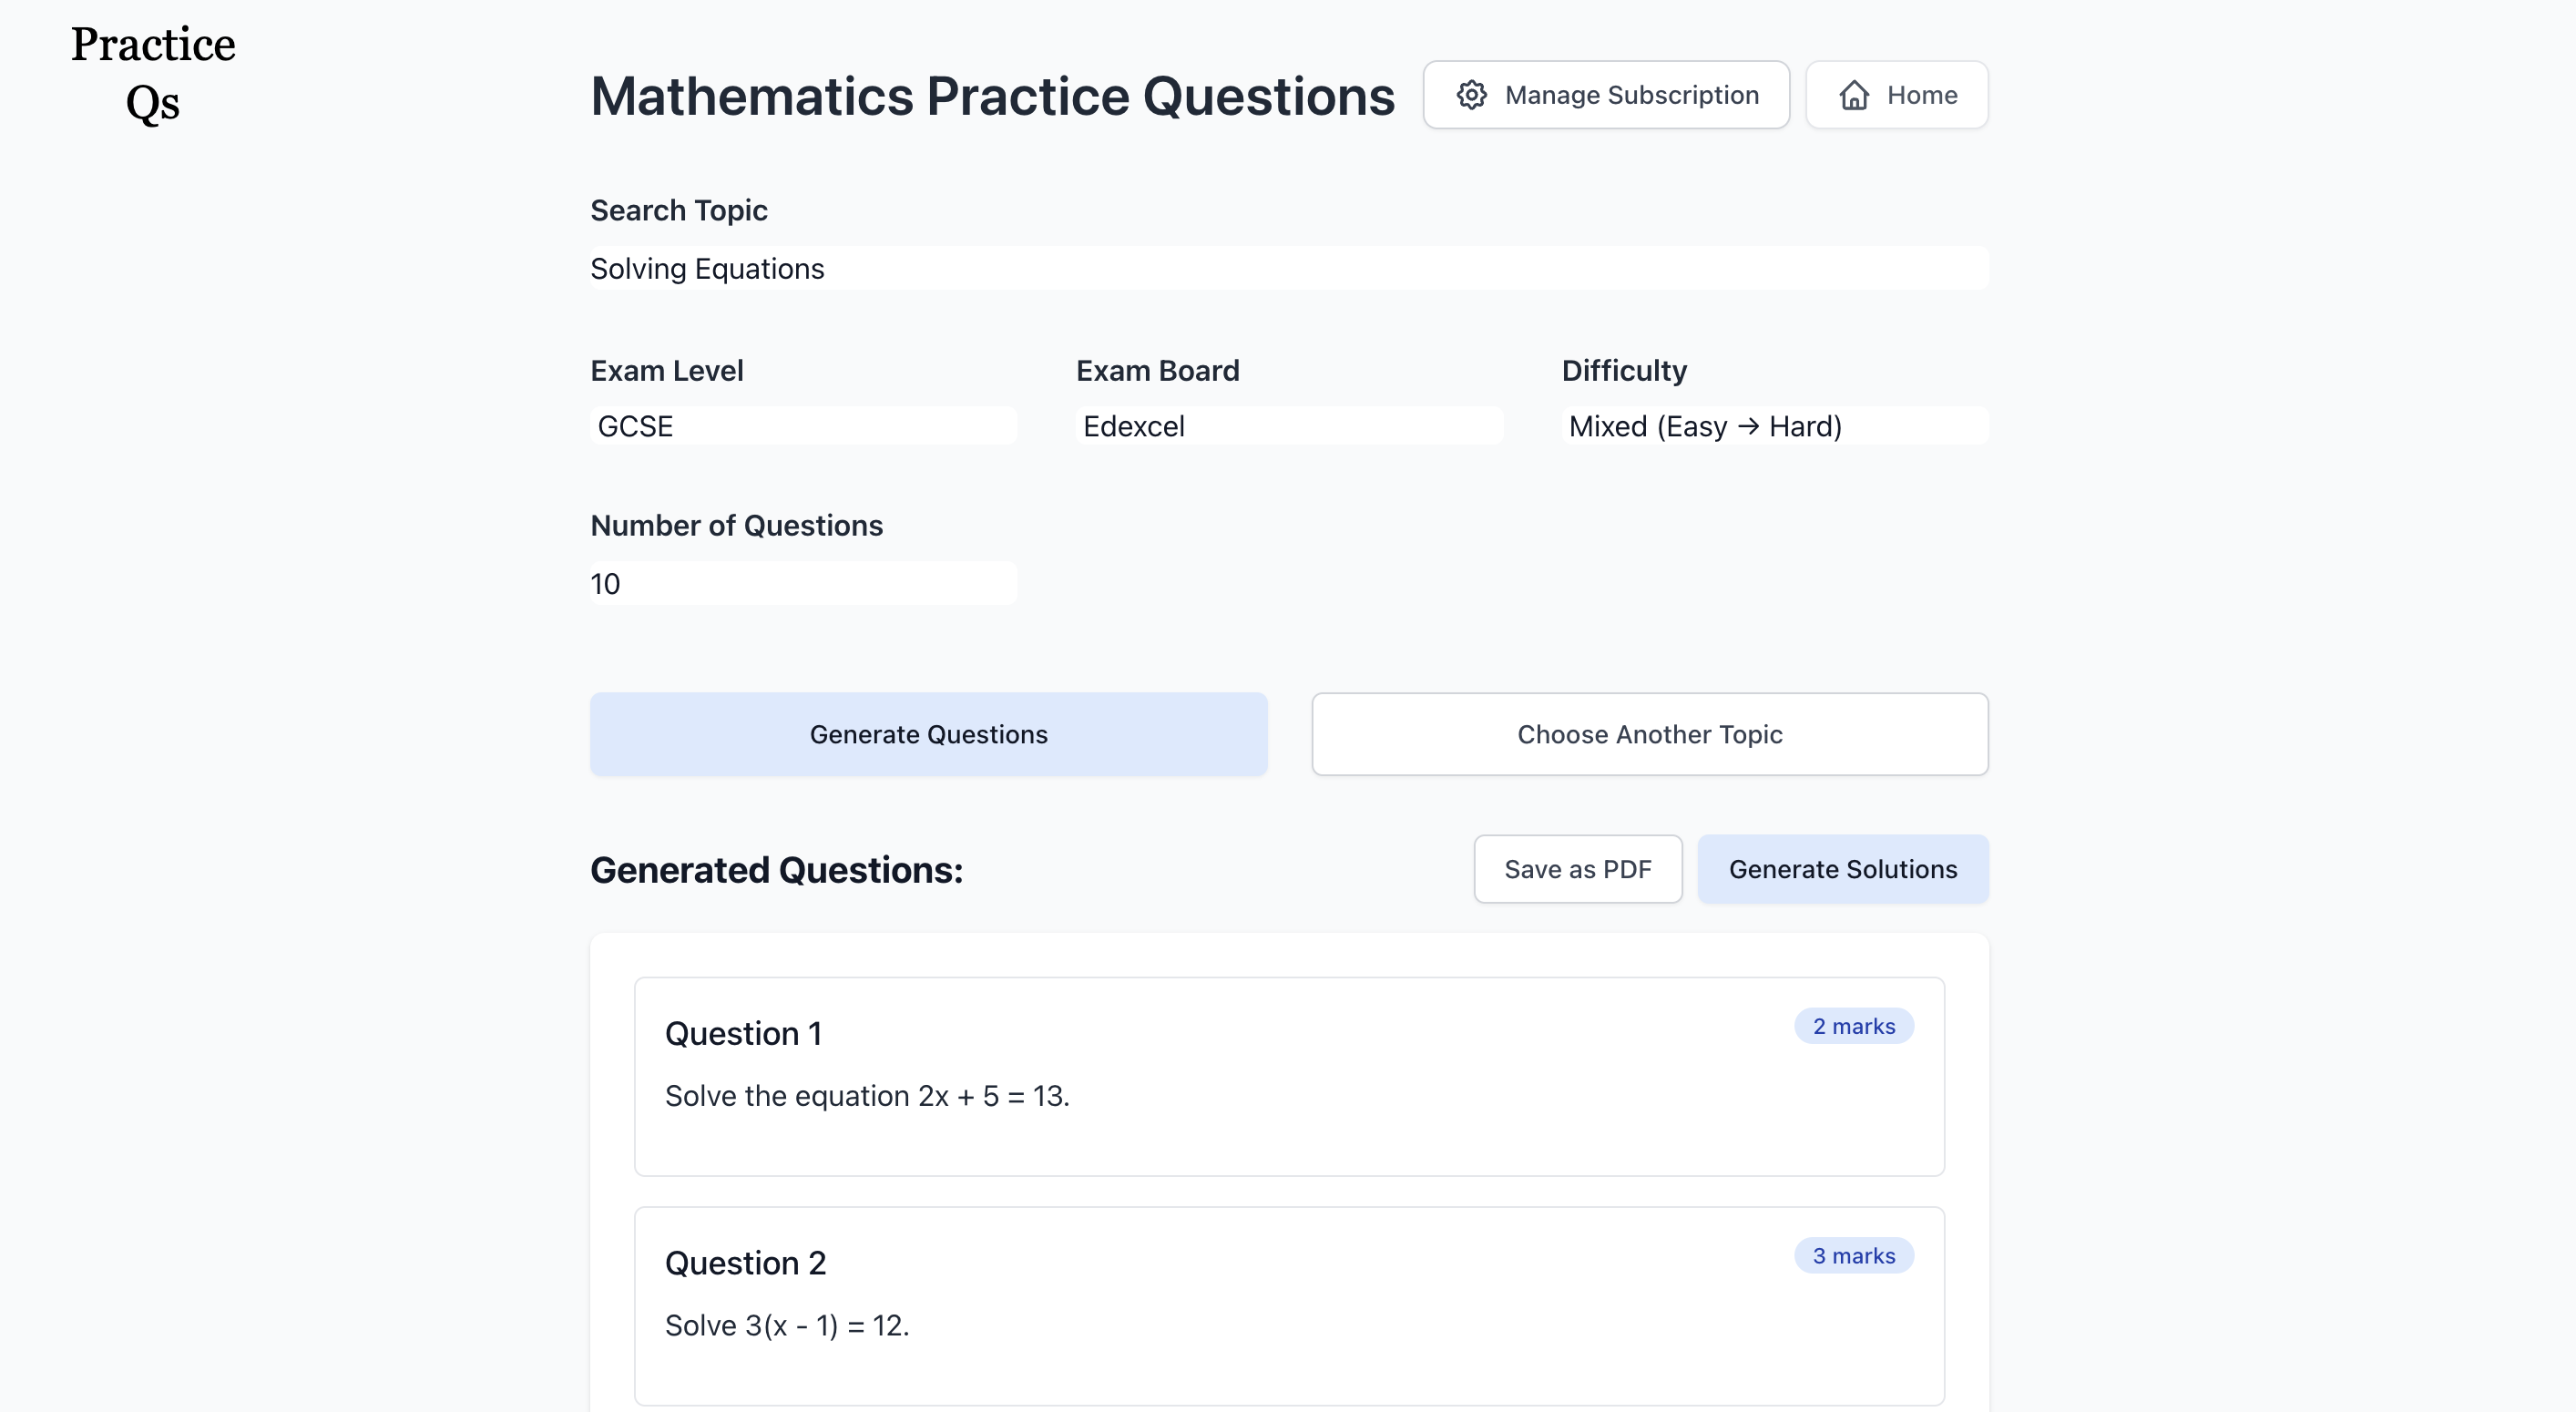 Practice
Qs
Mathematics Practice Questions
Manage Subscription
Home
Search Topic
Solving Equations
Exam Level
Exam Board
Difficulty
GCSE
Edexcel
Mixed (Easy → Hard)
Number of Questions
10
Generate Questions
Choose Another Topic
Generated Questions:
Save as PDF
Generate Solutions
Question 1
2 marks
Solve the equation 2x + 5 = 13.
Question 2
3 marks
Solve 3(x - 1) = 12.